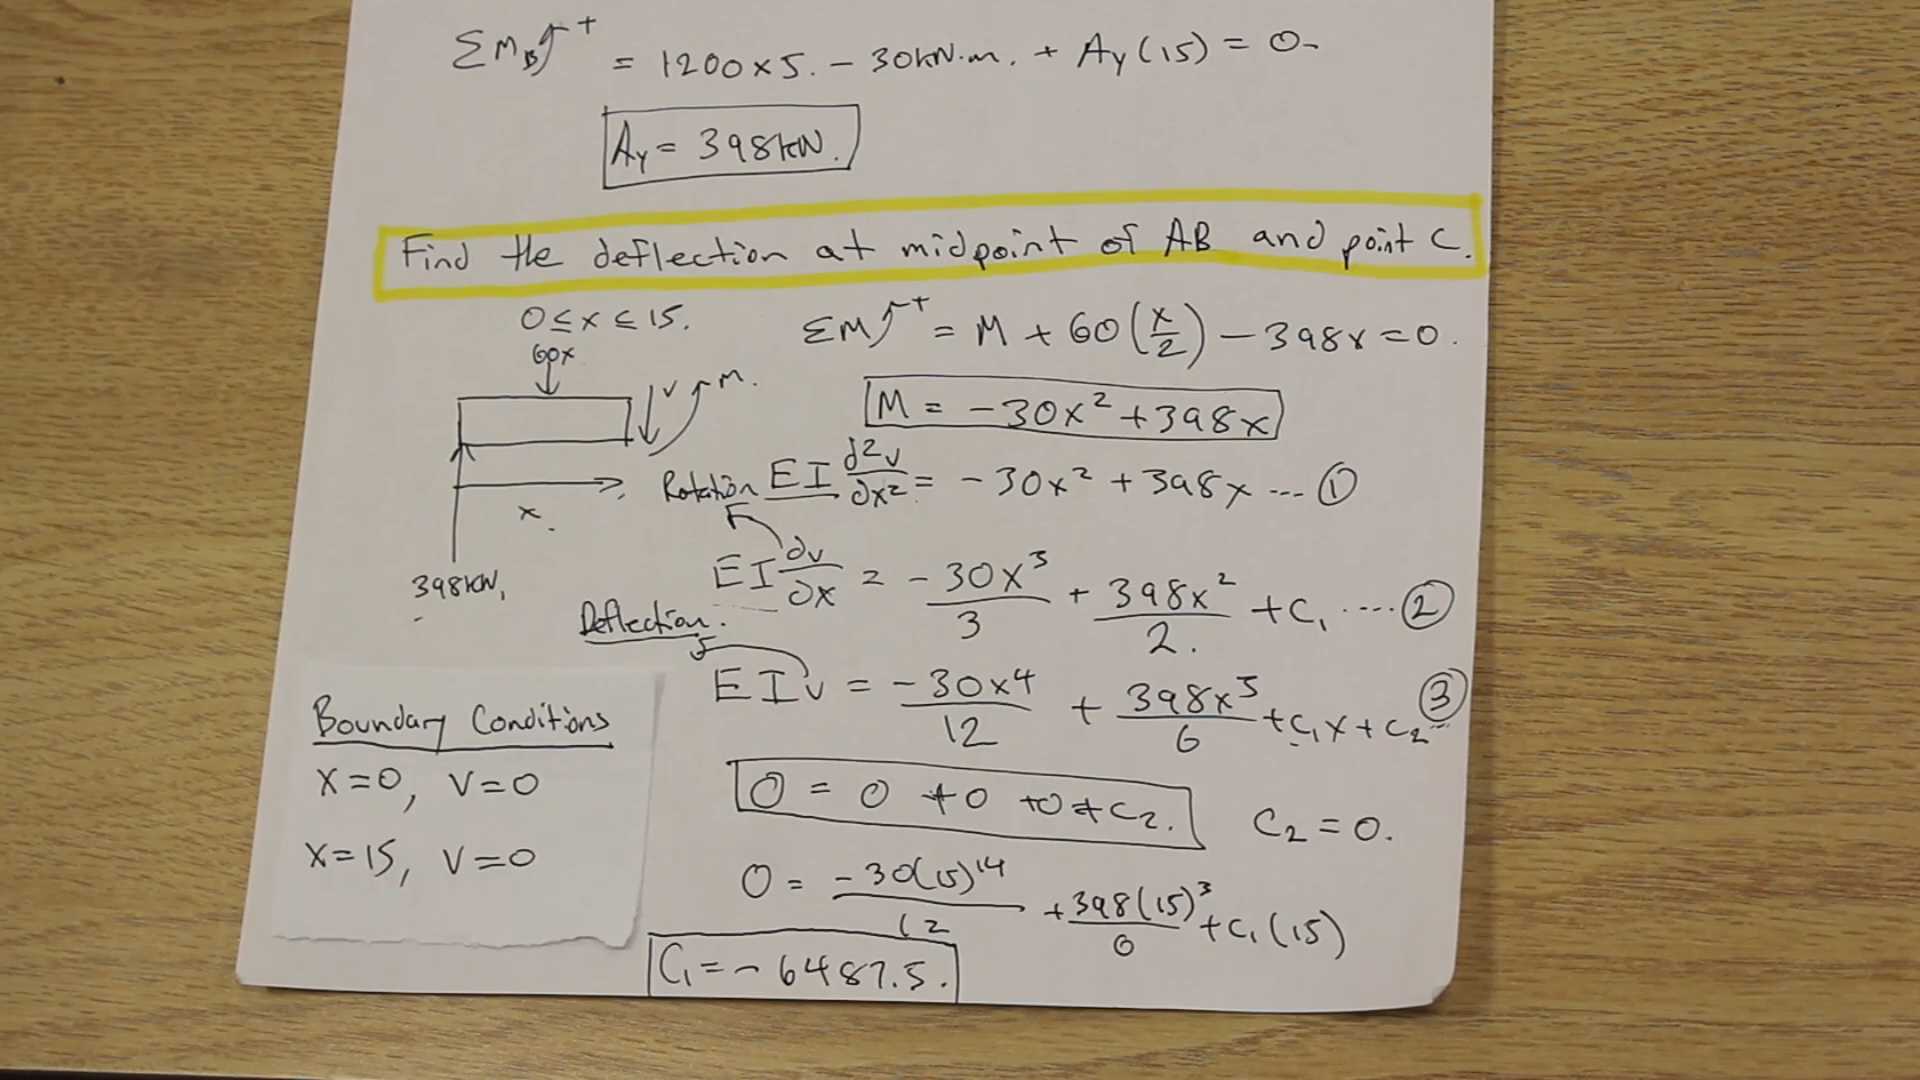 ΣM_B ↺+ = 1200×5. − 30kN·m. + Ay(15) = 0-
Ay = 398kN.
Find the deflection at midpoint of AB and point C.
0≤x≤15.
60x
V M.
x.
398kN,
ΣM ↺+ = M + 60(x/2) − 398x = 0.
M = −30x² + 398x
Rotation EI d²v/dx² = −30x² + 398x ... ①
EI dv/dx = −30x³/3 + 398x²/2. + C₁ .... ②
Deflection.
EIv = −30x⁴/12 + 398x³/6 + C₁x + C₂ ③
Boundary Conditions
x=0, V=0
x=15, V=0
0 = 0 + 0 + 0 + C₂. C₂ = 0.
0 = −30(15)¹⁴/12 + 398(15)³/6 + C₁(15)
C₁ = − 6487.5.